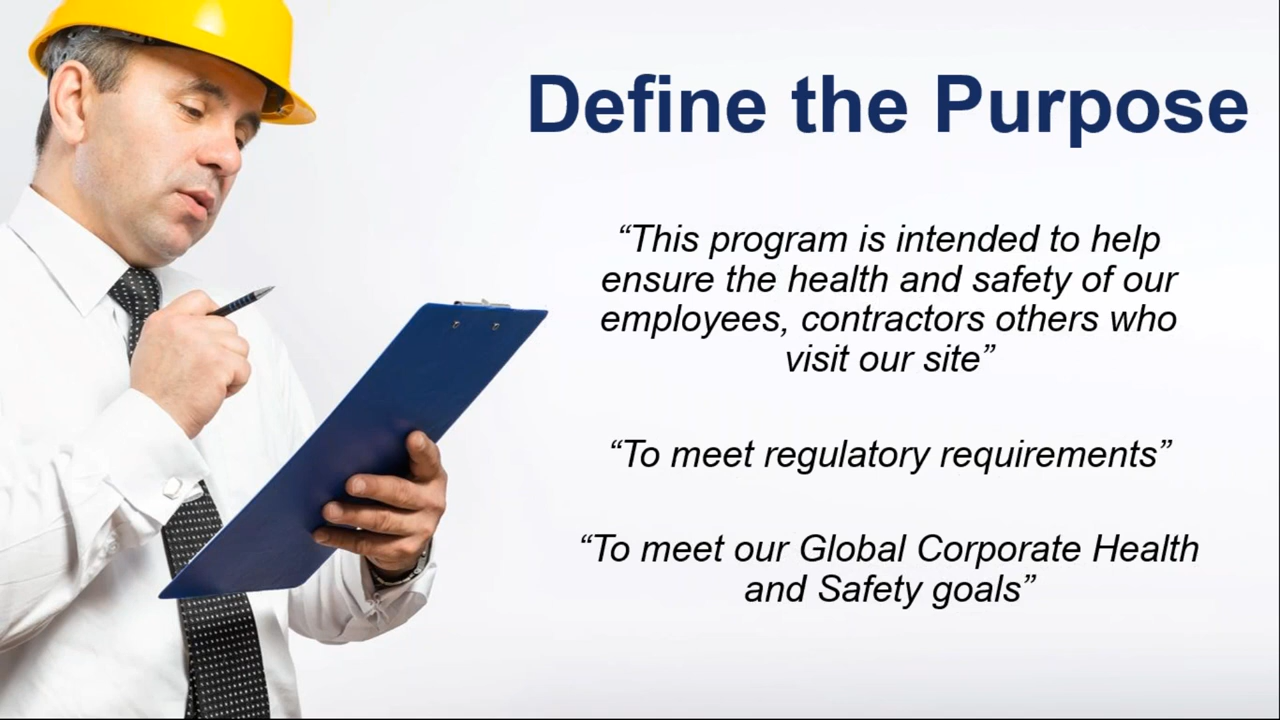 Define the Purpose
“This program is intended to help
ensure the health and safety of our
employees, contractors others who
visit our site”
“To meet regulatory requirements”
“To meet our Global Corporate Health
and Safety goals”